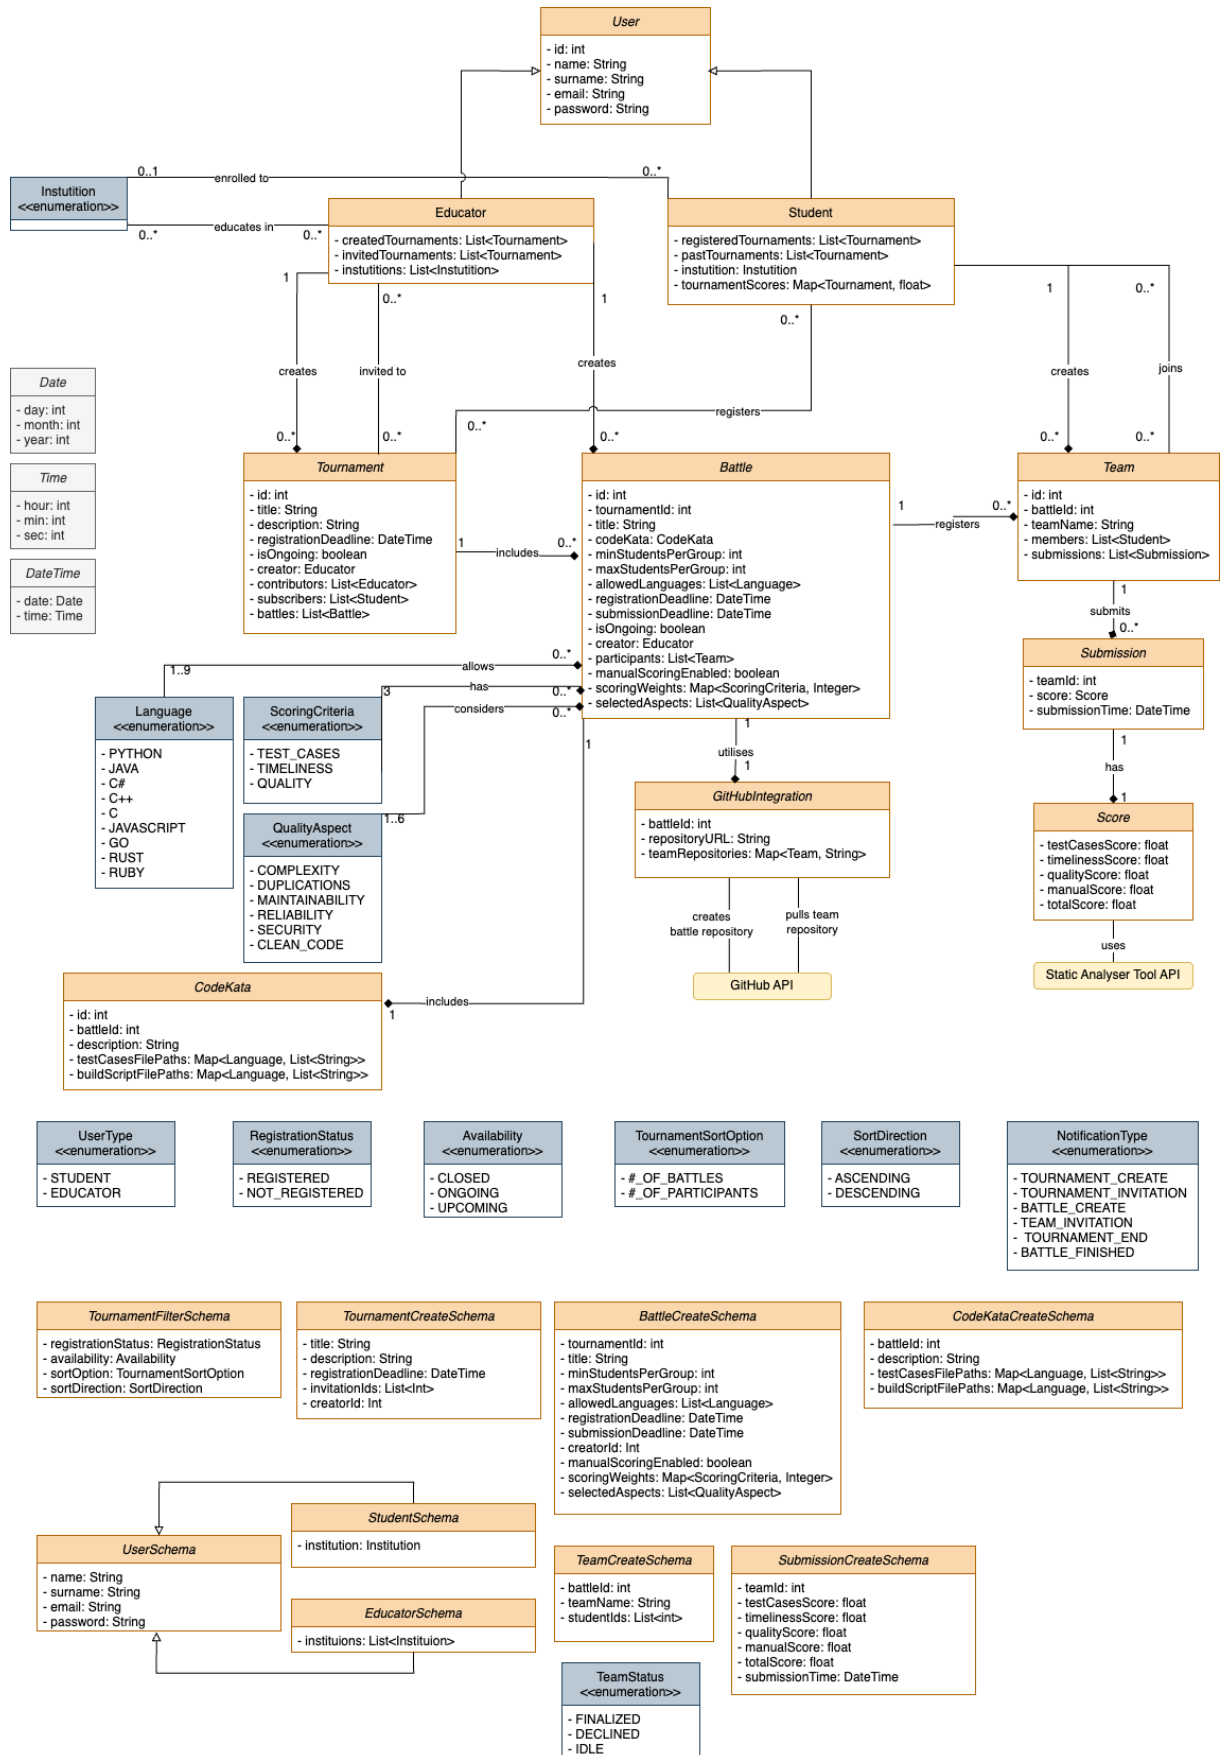 User
- id: int
- name: String
- surname: String
- email: String
- password: String
0..1
enrolled to
0..*
Instutition
<<enumeration>>
0..*
educates in
0..*
Educator
- createdTournaments: List<Tournament>
- invitedTournaments: List<Tournament>
- instutitions: List<Instutition>
Student
- registeredTournaments: List<Tournament>
- pastTournaments: List<Tournament>
- instutition: Instutition
- tournamentScores: Map<Tournament, float>
1
0..*
1
0..*
1
0..*
creates
invited to
creates
creates
joins
registers
0..*
0..*
0..*
0..*
0..*
0..*
Date
- day: int
- month: int
- year: int
Time
- hour: int
- min: int
- sec: int
DateTime
- date: Date
- time: Time
Tournament
- id: int
- title: String
- description: String
- registrationDeadline: DateTime
- isOngoing: boolean
- creator: Educator
- contributors: List<Educator>
- subscribers: List<Student>
- battles: List<Battle>
1
includes
0..*
Battle
- id: int
- tournamentId: int
- title: String
- codeKata: CodeKata
- minStudentsPerGroup: int
- maxStudentsPerGroup: int
- allowedLanguages: List<Language>
- registrationDeadline: DateTime
- submissionDeadline: DateTime
- isOngoing: boolean
- creator: Educator
- participants: List<Team>
- manualScoringEnabled: boolean
- scoringWeights: Map<ScoringCriteria, Integer>
- selectedAspects: List<QualityAspect>
1
registers
0..*
Team
- id: int
- battleId: int
- teamName: String
- members: List<Student>
- submissions: List<Submission>
1
submits
0..*
Submission
- teamId: int
- score: Score
- submissionTime: DateTime
1
has
1
Score
- testCasesScore: float
- timelinessScore: float
- qualityScore: float
- manualScore: float
- totalScore: float
uses
Static Analyser Tool API
1..9
allows
0..*
3
has
0..*
considers
0..*
1..6
Language
<<enumeration>>
- PYTHON
- JAVA
- C#
- C++
- C
- JAVASCRIPT
- GO
- RUST
- RUBY
ScoringCriteria
<<enumeration>>
- TEST_CASES
- TIMELINESS
- QUALITY
QualityAspect
<<enumeration>>
- COMPLEXITY
- DUPLICATIONS
- MAINTAINABILITY
- RELIABILITY
- SECURITY
- CLEAN_CODE
1
1
utilises
1
GitHubIntegration
- battleId: int
- repositoryURL: String
- teamRepositories: Map<Team, String>
creates
battle repository
pulls team
repository
GitHub API
CodeKata
- id: int
- battleId: int
- description: String
- testCasesFilePaths: Map<Language, List<String>>
- buildScriptFilePaths: Map<Language, List<String>>
includes
1
UserType
<<enumeration>>
- STUDENT
- EDUCATOR
RegistrationStatus
<<enumeration>>
- REGISTERED
- NOT_REGISTERED
Availability
<<enumeration>>
- CLOSED
- ONGOING
- UPCOMING
TournamentSortOption
<<enumeration>>
- #_OF_BATTLES
- #_OF_PARTICIPANTS
SortDirection
<<enumeration>>
- ASCENDING
- DESCENDING
NotificationType
<<enumeration>>
- TOURNAMENT_CREATE
- TOURNAMENT_INVITATION
- BATTLE_CREATE
- TEAM_INVITATION
- TOURNAMENT_END
- BATTLE_FINISHED
TournamentFilterSchema
- registrationStatus: RegistrationStatus
- availability: Availability
- sortOption: TournamentSortOption
- sortDirection: SortDirection
TournamentCreateSchema
- title: String
- description: String
- registrationDeadline: DateTime
- invitationIds: List<Int>
- creatorId: Int
BattleCreateSchema
- tournamentId: int
- title: String
- minStudentsPerGroup: int
- maxStudentsPerGroup: int
- allowedLanguages: List<Language>
- registrationDeadline: DateTime
- submissionDeadline: DateTime
- creatorId: Int
- manualScoringEnabled: boolean
- scoringWeights: Map<ScoringCriteria, Integer>
- selectedAspects: List<QualityAspect>
CodeKataCreateSchema
- battleId: int
- description: String
- testCasesFilePaths: Map<Language, List<String>>
- buildScriptFilePaths: Map<Language, List<String>>
StudentSchema
- institution: Institution
UserSchema
- name: String
- surname: String
- email: String
- password: String
EducatorSchema
- instituions: List<Instituion>
TeamCreateSchema
- battleId: int
- teamName: String
- studentIds: List<int>
SubmissionCreateSchema
- teamId: int
- testCasesScore: float
- timelinessScore: float
- qualityScore: float
- manualScore: float
- totalScore: float
- submissionTime: DateTime
TeamStatus
<<enumeration>>
- FINALIZED
- DECLINED
- IDLE